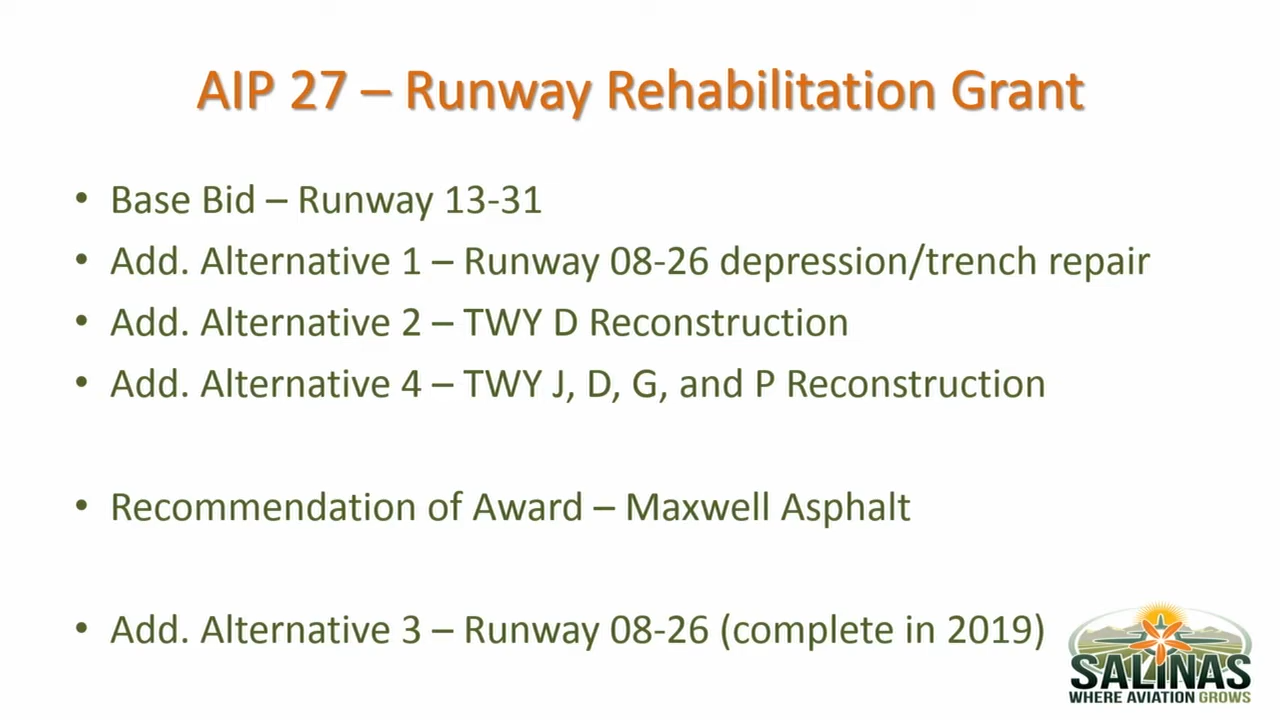 AIP 27 – Runway Rehabilitation Grant
• Base Bid – Runway 13-31
• Add. Alternative 1 – Runway 08-26 depression/trench repair
• Add. Alternative 2 – TWY D Reconstruction
• Add. Alternative 4 – TWY J, D, G, and P Reconstruction
• Recommendation of Award – Maxwell Asphalt
• Add. Alternative 3 – Runway 08-26 (complete in 2019)
SALINAS
WHERE AVIATION GROWS